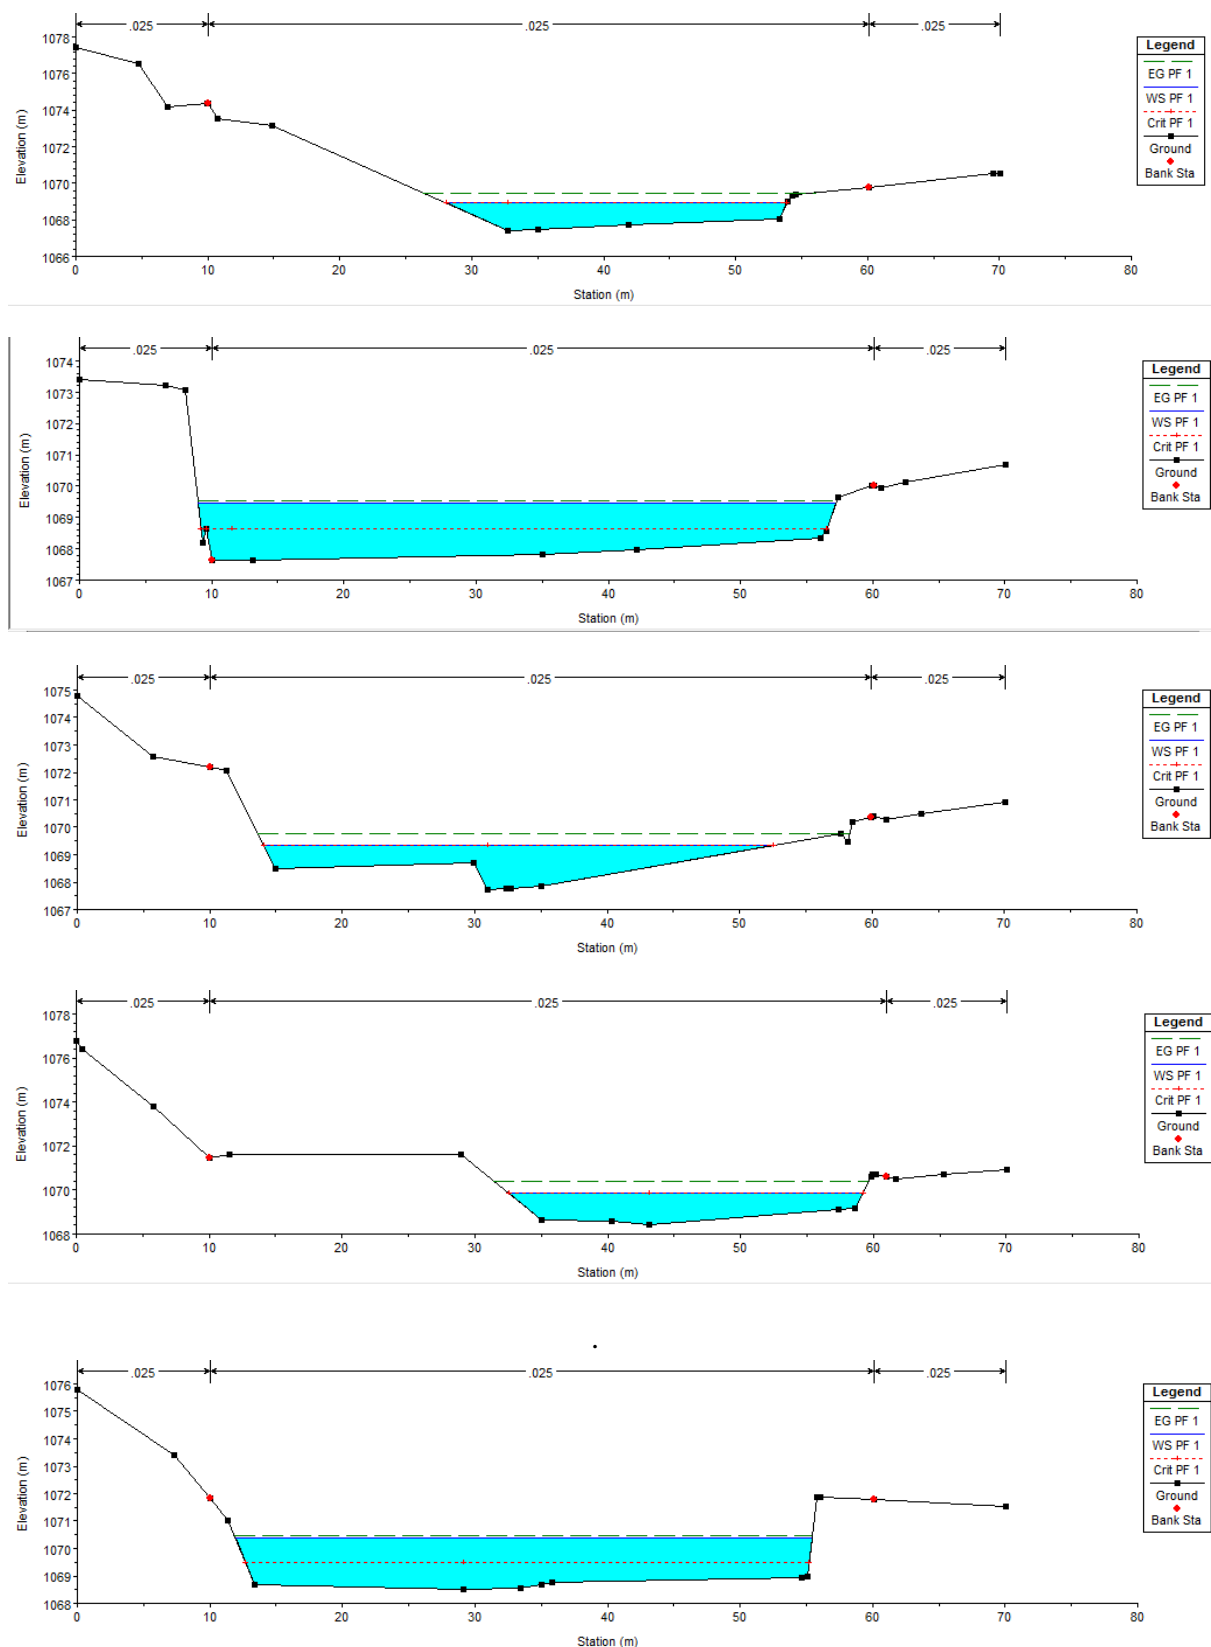 .025 .025 .025
1078
1076
1074
1072
1070
1068
1066
Elevation (m)
0 10 20 30 40 50 60 70 80
Station (m)
Legend
EG PF 1
WS PF 1
Crit PF 1
Ground
Bank Sta
.025 .025 .025
1074
1073
1072
1071
1070
1069
1068
1067
Elevation (m)
0 10 20 30 40 50 60 70 80
Station (m)
Legend
EG PF 1
WS PF 1
Crit PF 1
Ground
Bank Sta
.025 .025 .025
1075
1074
1073
1072
1071
1070
1069
1068
1067
Elevation (m)
0 10 20 30 40 50 60 70 80
Station (m)
Legend
EG PF 1
WS PF 1
Crit PF 1
Ground
Bank Sta
.025 .025 .025
1078
1076
1074
1072
1070
1068
Elevation (m)
0 10 20 30 40 50 60 70 80
Station (m)
Legend
EG PF 1
WS PF 1
Crit PF 1
Ground
Bank Sta
.025 .025 .025
1076
1075
1074
1073
1072
1071
1070
1069
1068
Elevation (m)
0 10 20 30 40 50 60 70 80
Station (m)
Legend
EG PF 1
WS PF 1
Crit PF 1
Ground
Bank Sta